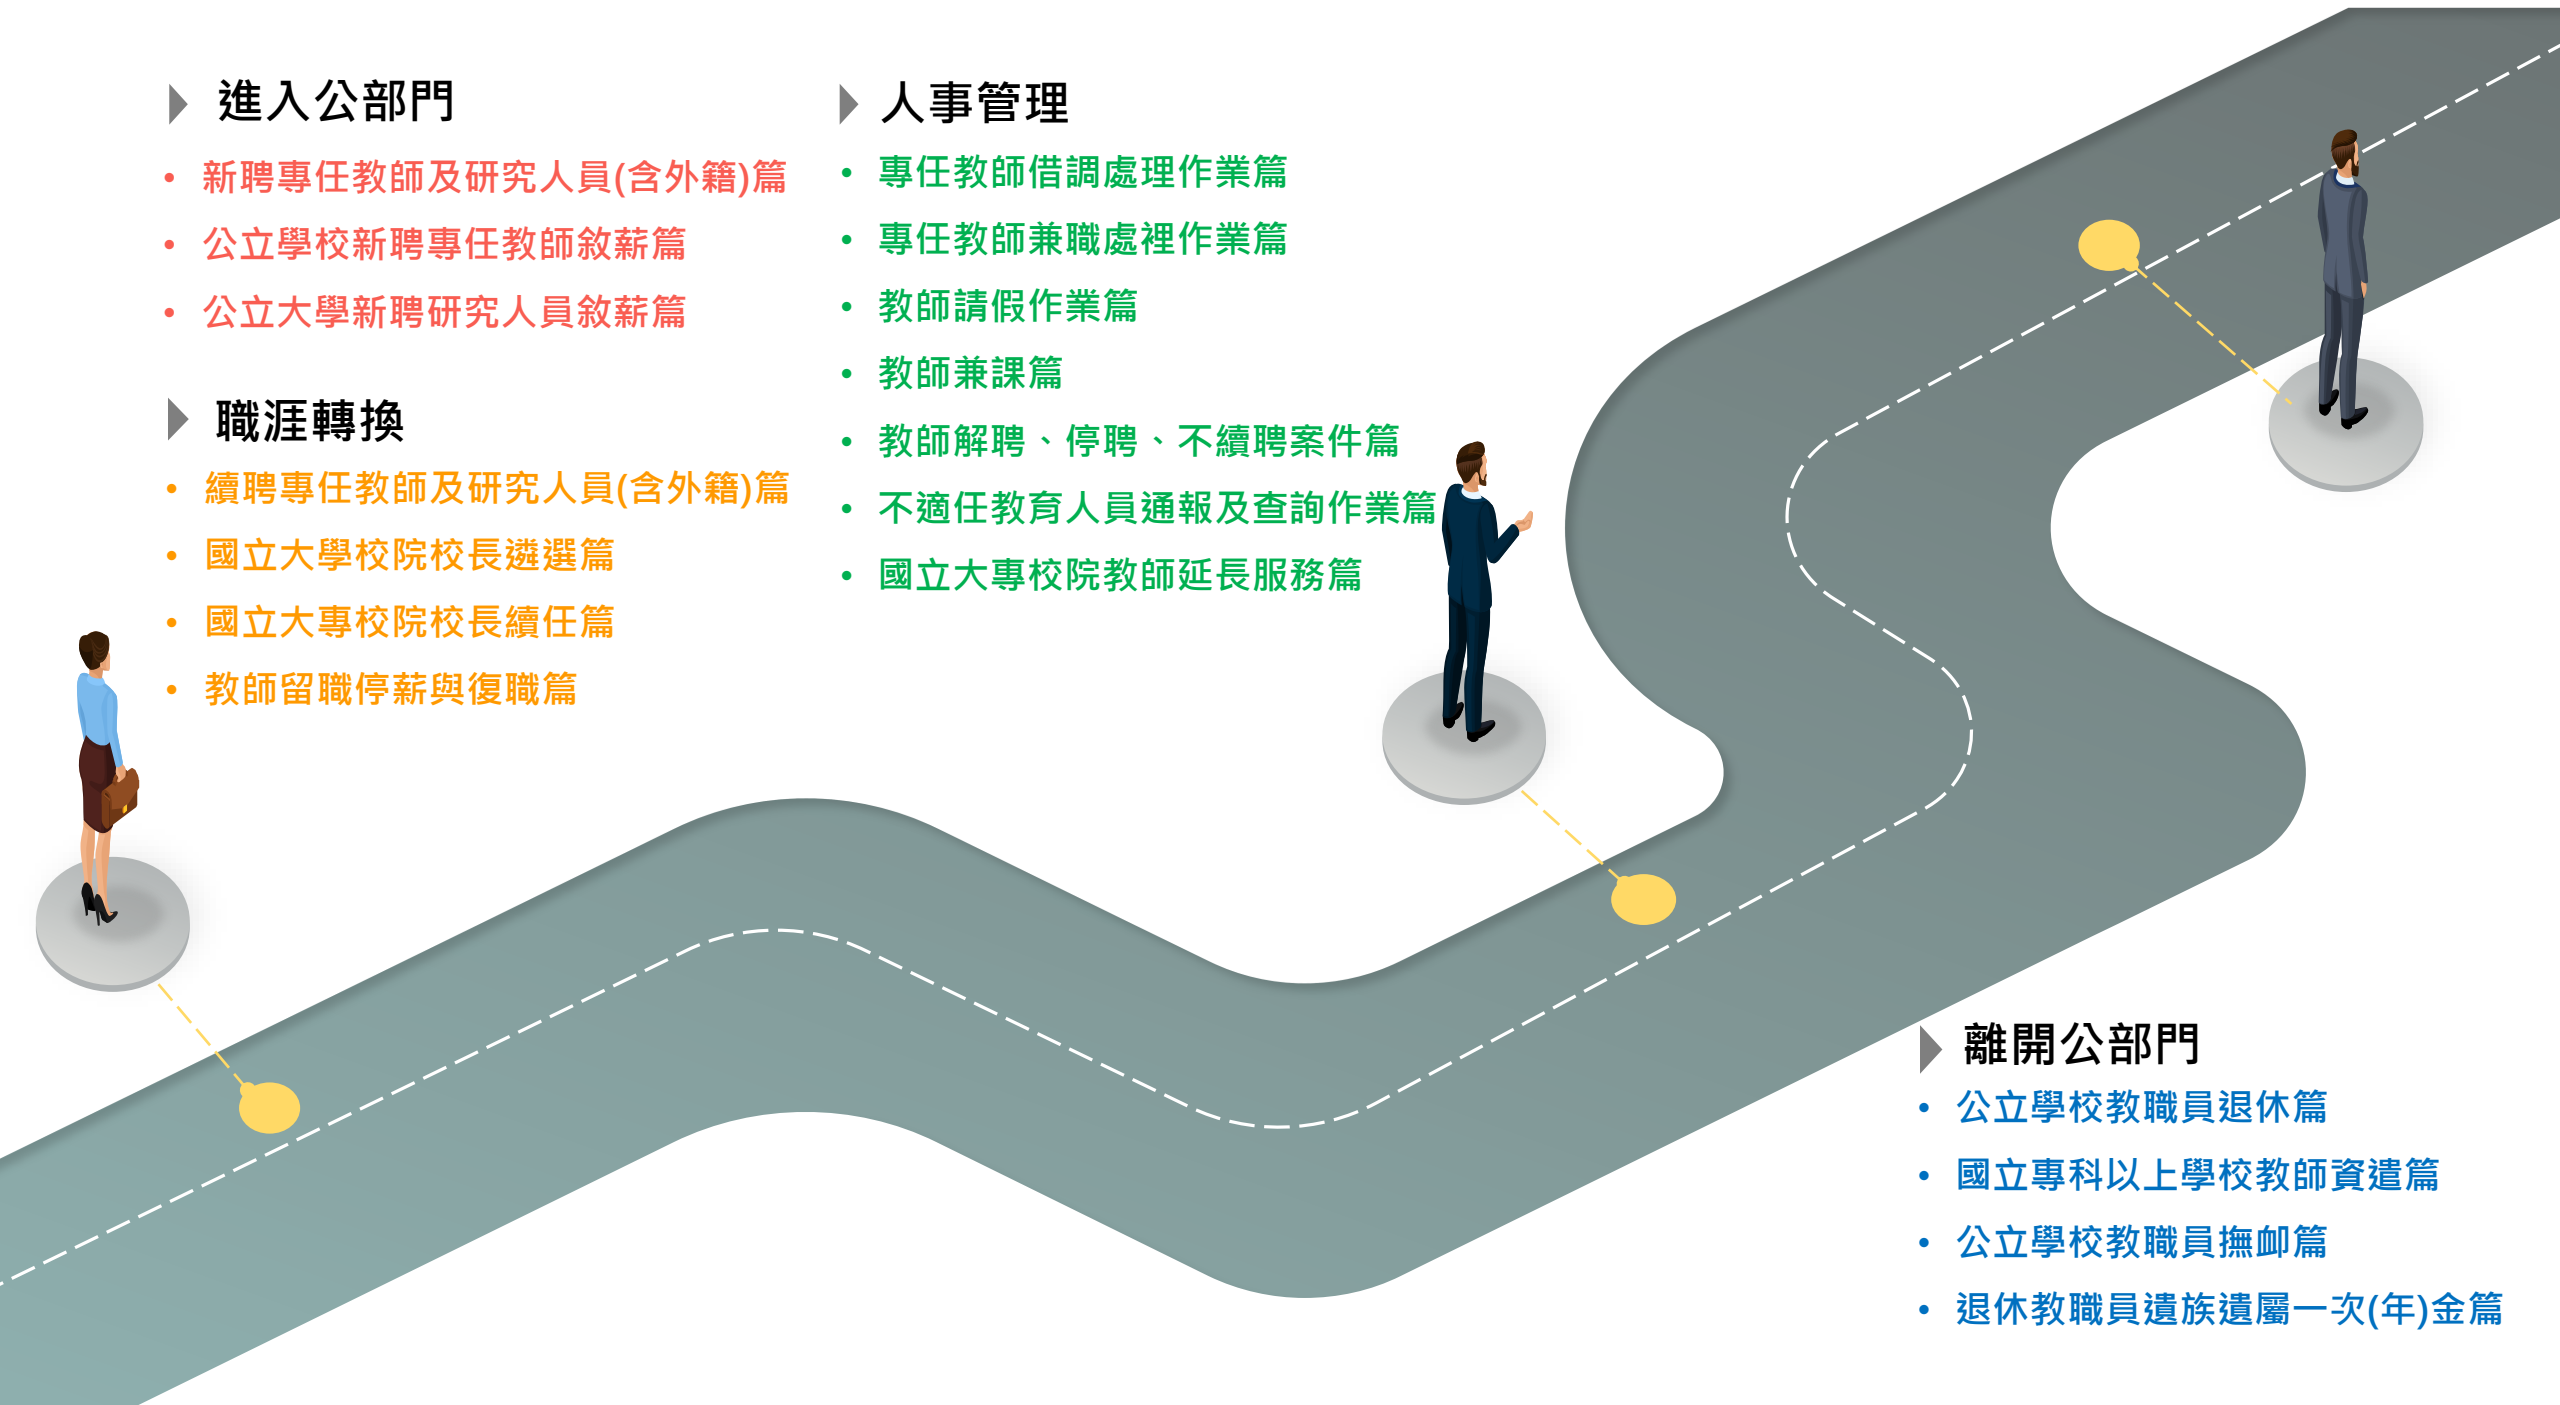 進入公部門
• 新聘專任教師及研究人員(含外籍)篇
• 公立學校新聘專任教師敘薪篇
• 公立大學新聘研究人員敘薪篇
職涯轉換
• 續聘專任教師及研究人員(含外籍)篇
• 國立大學校院校長遴選篇
• 國立大專校院校長續任篇
• 教師留職停薪與復職篇
人事管理
• 專任教師借調處理作業篇
• 專任教師兼職處裡作業篇
• 教師請假作業篇
• 教師兼課篇
• 教師解聘、停聘、不續聘案件篇
• 不適任教育人員通報及查詢作業篇
• 國立大專校院教師延長服務篇
離開公部門
• 公立學校教職員退休篇
• 國立專科以上學校教師資遣篇
• 公立學校教職員撫卹篇
• 退休教職員遺族遺屬一次(年)金篇